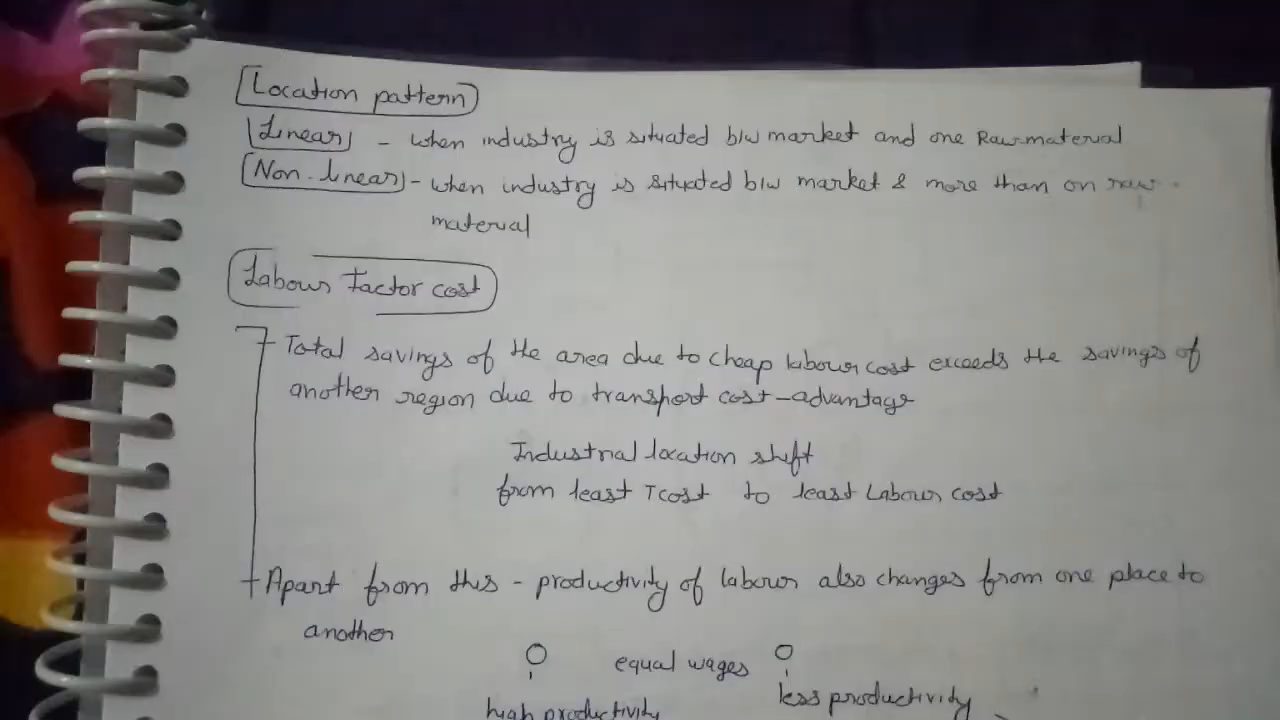 Location pattern
Linear - when industry is situated b/w market and one Raw-material
Non-linear - when industry is situated b/w market & more than on raw-
material
Labour Factor cost
Total savings of the area due to cheap labour cost exceeds the savings of
another region due to transport cost-advantage
Industrial location shift
from least Tcost to least Labour cost
Apart from this - productivity of labour also changes from one place to
another
equal wages
high productivity less productivity